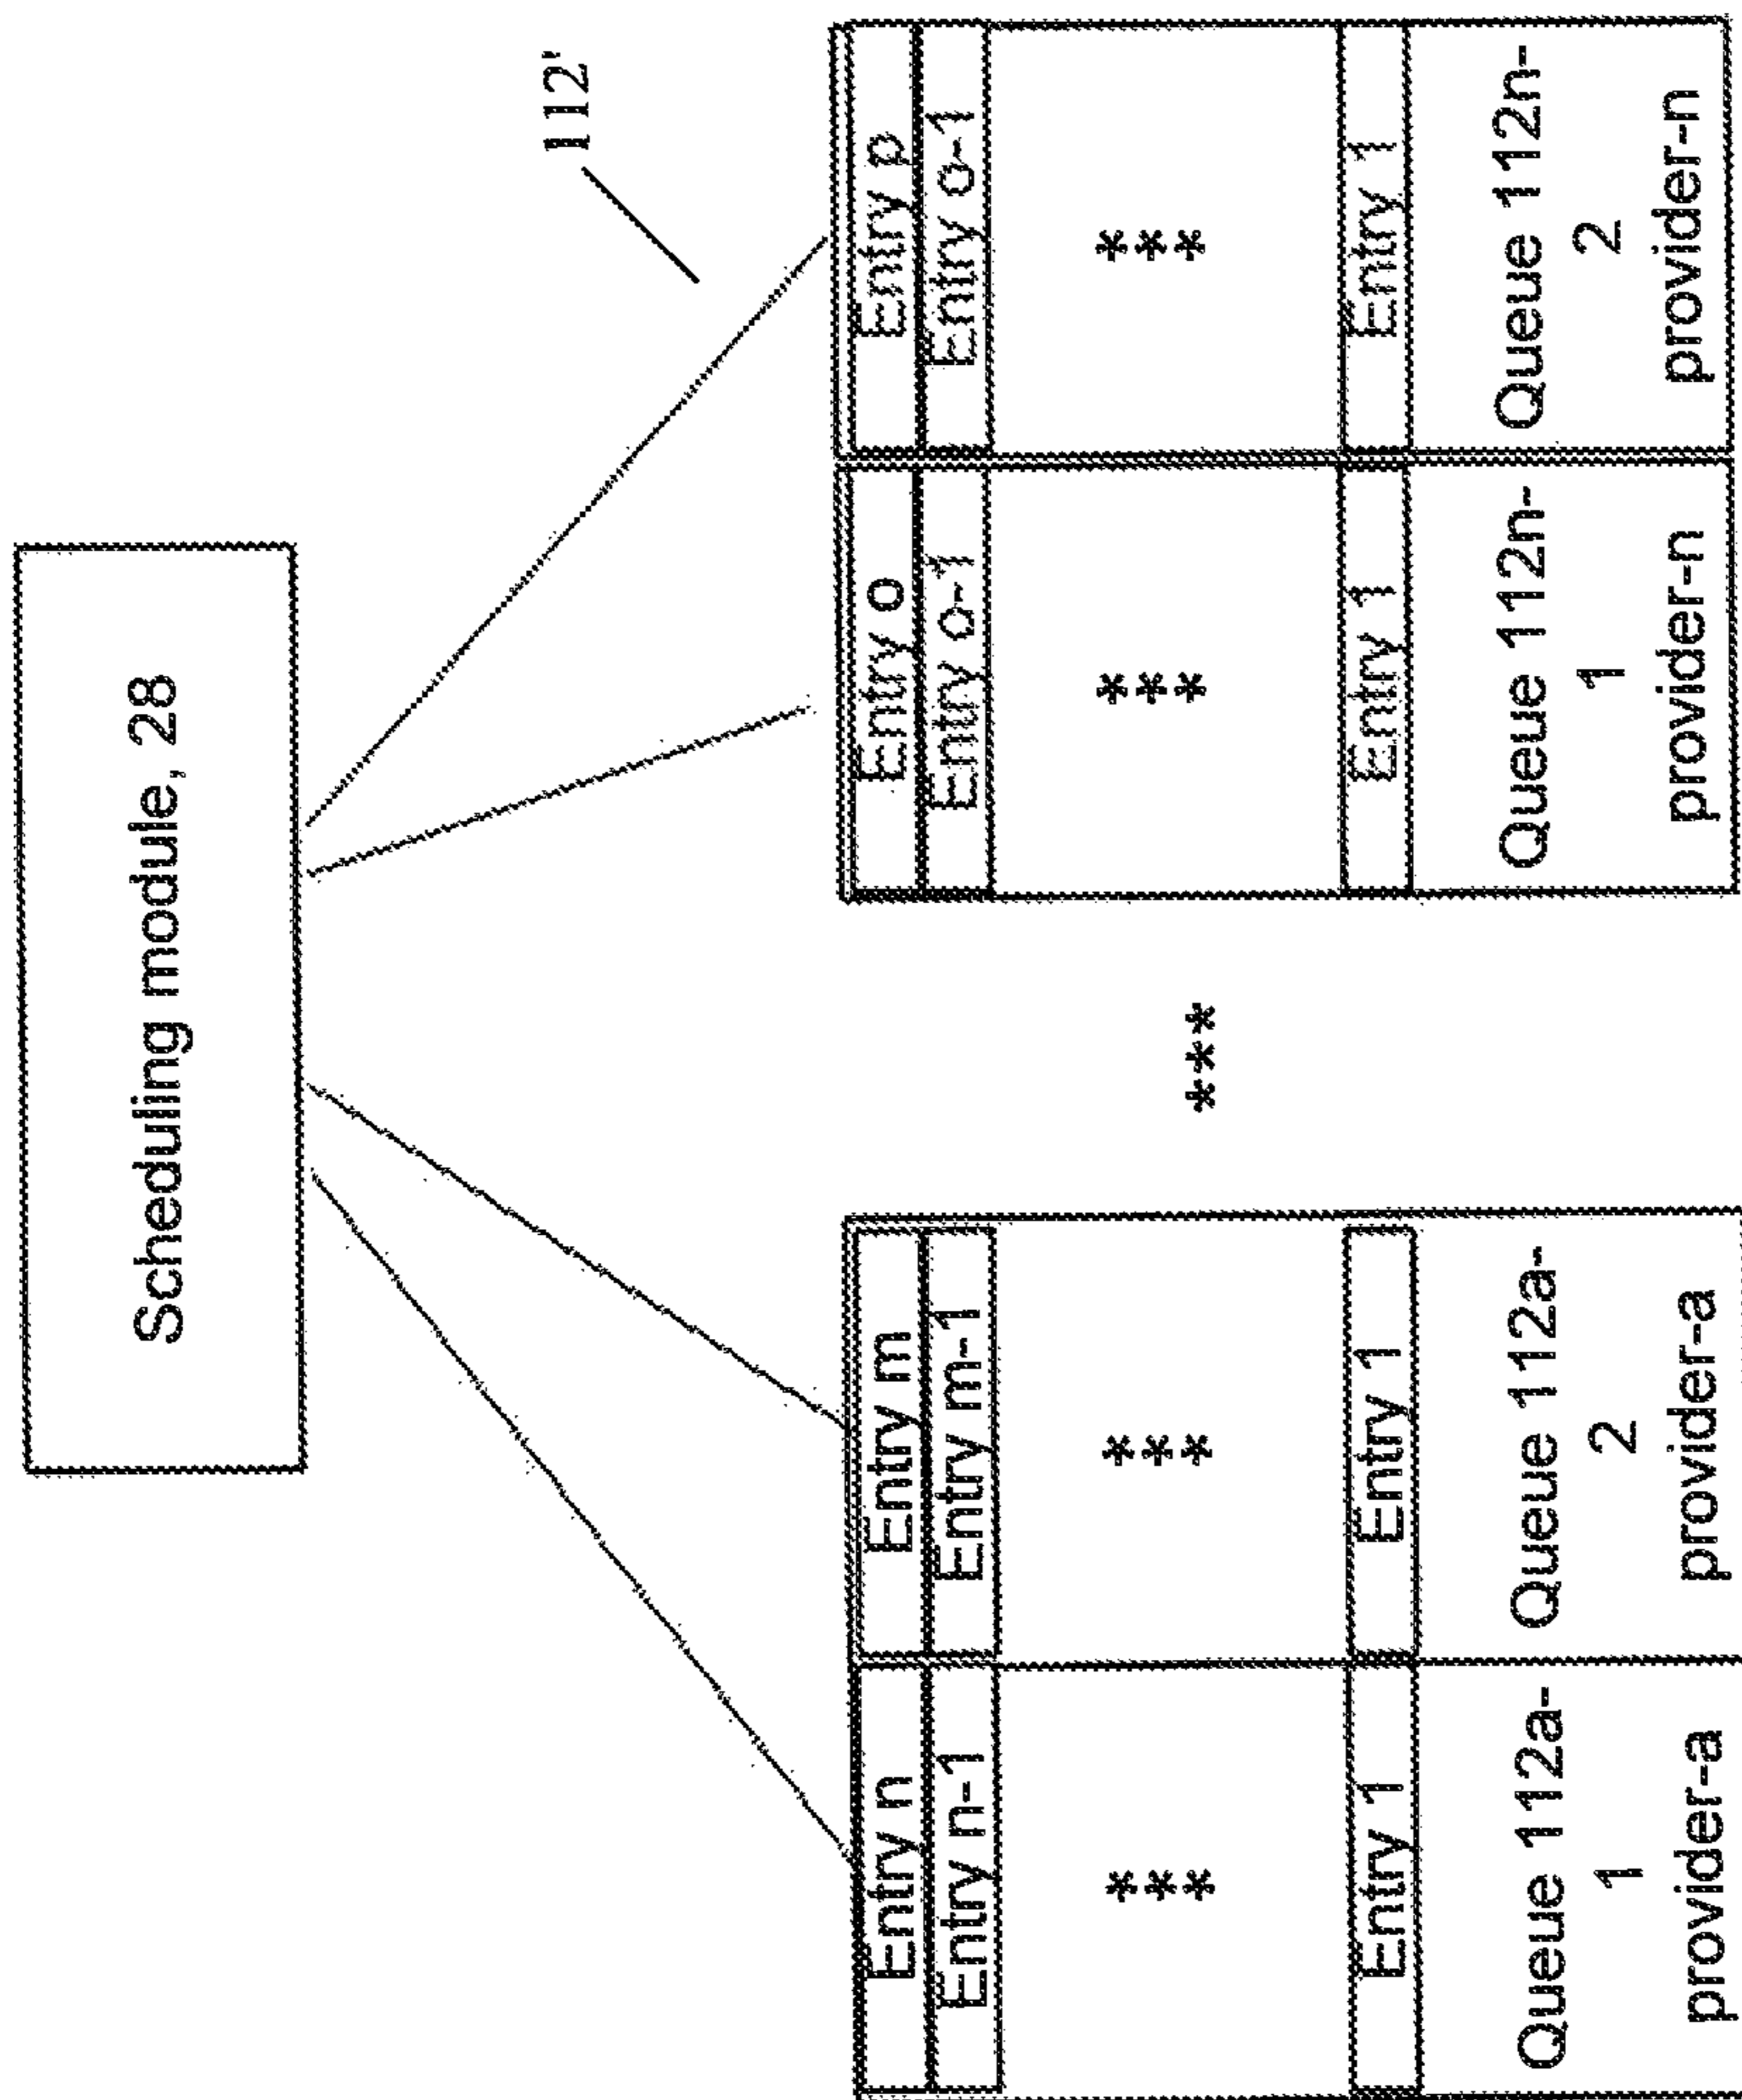 Scheduling module, 28
112'
Entry n
Entry n-1
***
Entry 1
Queue 112a-
1
provider-a
Entry m
Entry m-1
***
Entry 1
Queue 112a-
2
provider-a
***
Entry o
Entry o-1
***
Entry 1
Queue 112n-
1
provider-n
Entry p
Entry o-1
***
Entry 1
Queue 112n-
2
provider-n